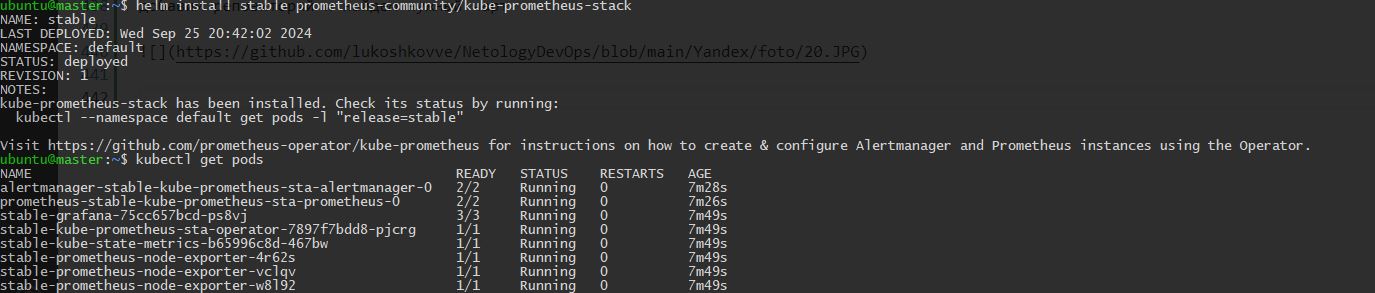 ubuntu@master:~$ helm install stable prometheus-community/kube-prometheus-stack
NAME: stable
LAST DEPLOYED: Wed Sep 25 20:42:02 2024
NAMESPACE: default
![](https://github.com/lukoshkovve/NetologyDevOps/blob/main/Yandex/foto/20.JPG)
STATUS: deployed
REVISION: 1
441
NOTES:
442
kube-prometheus-stack has been installed. Check its status by running:
  kubectl --namespace default get pods -l "release=stable"
Visit https://github.com/prometheus-operator/kube-prometheus for instructions on how to create & configure Alertmanager and Prometheus instances using the Operator.
ubuntu@master:~$ kubectl get pods
NAME READY STATUS RESTARTS AGE
alertmanager-stable-kube-prometheus-sta-alertmanager-0 2/2 Running 0 7m28s
prometheus-stable-kube-prometheus-sta-prometheus-0 2/2 Running 0 7m26s
stable-grafana-75cc657bcd-ps8vj 3/3 Running 0 7m49s
stable-kube-prometheus-sta-operator-7897f7bdd8-pjcrg 1/1 Running 0 7m49s
stable-kube-state-metrics-b65996c8d-467bw 1/1 Running 0 7m49s
stable-prometheus-node-exporter-4r62s 1/1 Running 0 7m49s
stable-prometheus-node-exporter-vclqv 1/1 Running 0 7m49s
stable-prometheus-node-exporter-w8l92 1/1 Running 0 7m49s